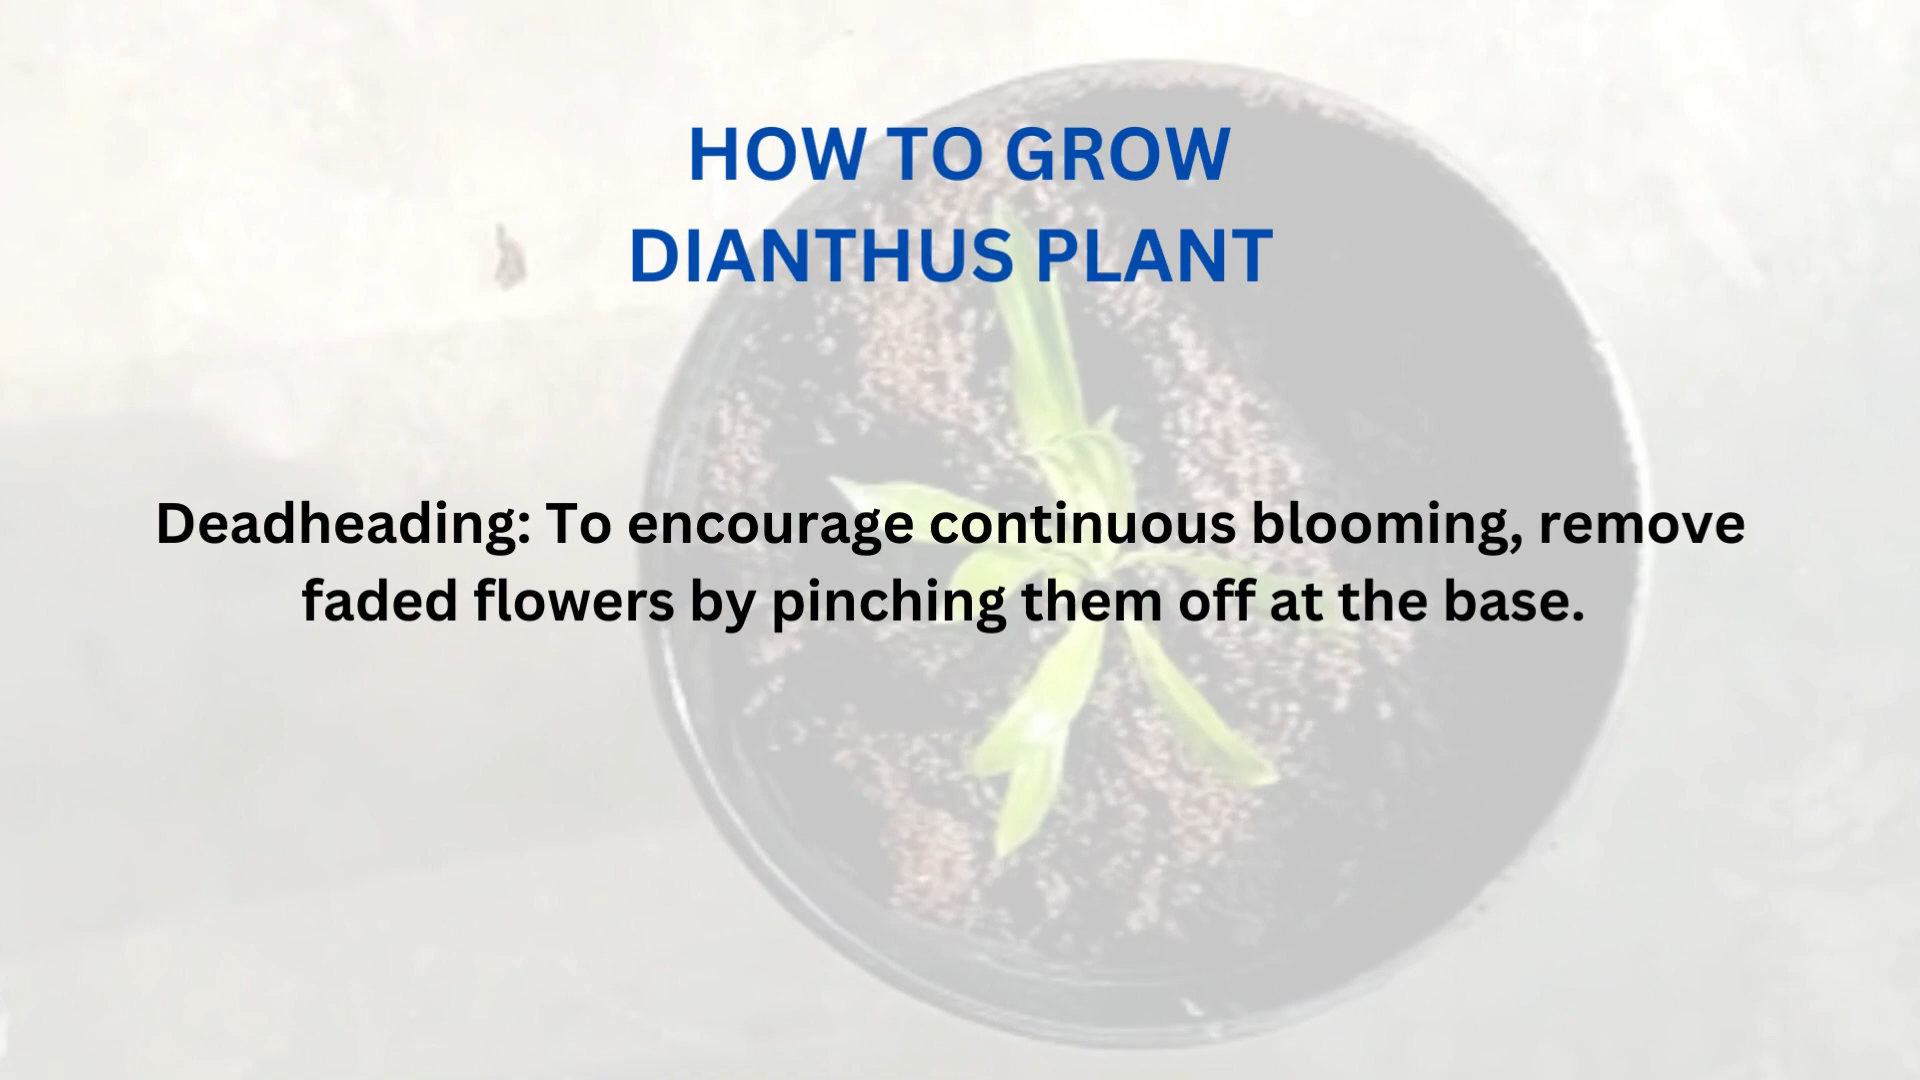 HOW TO GROW
DIANTHUS PLANT
Deadheading: To encourage continuous blooming, remove
faded flowers by pinching them off at the base.